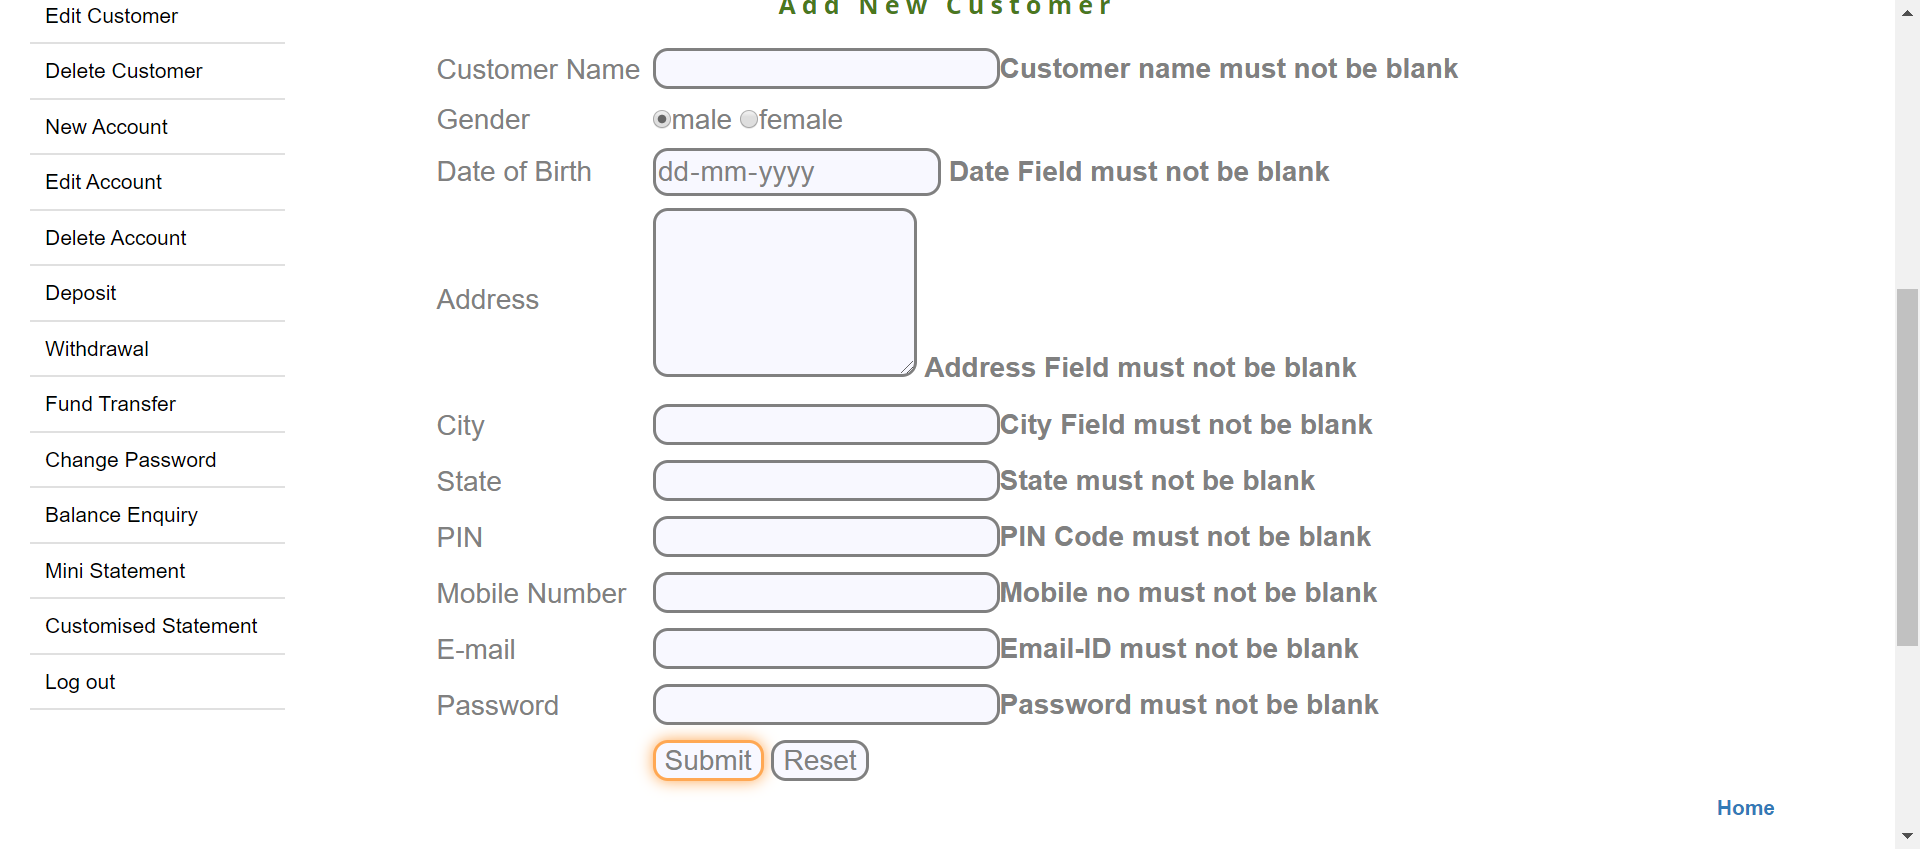 Edit Customer
Delete Customer
New Account
Edit Account
Delete Account
Deposit
Withdrawal
Fund Transfer
Change Password
Balance Enquiry
Mini Statement
Customised Statement
Log out
Add New Customer
Customer Name Customer name must not be blank
Gender male female
Date of Birth dd-mm-yyyy Date Field must not be blank
Address
Address Field must not be blank
City City Field must not be blank
State State must not be blank
PIN PIN Code must not be blank
Mobile Number Mobile no must not be blank
E-mail Email-ID must not be blank
Password Password must not be blank
Submit Reset
Home